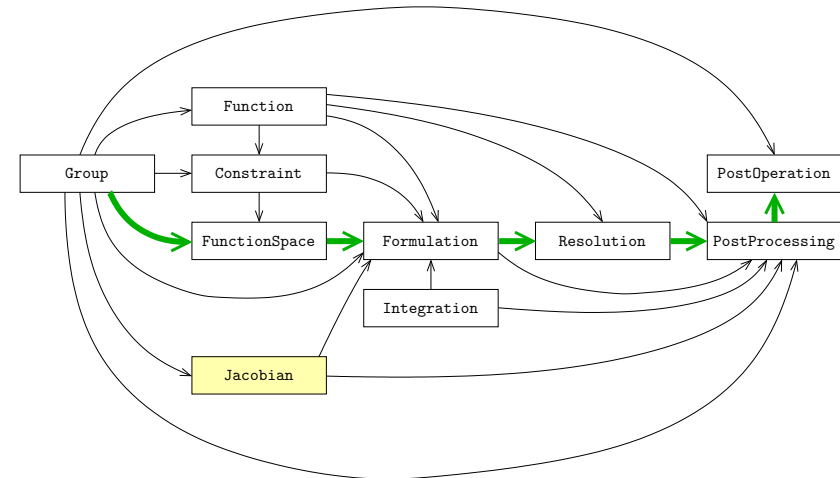 Function
Group
Constraint
PostOperation
FunctionSpace
Formulation
Resolution
PostProcessing
Integration
Jacobian